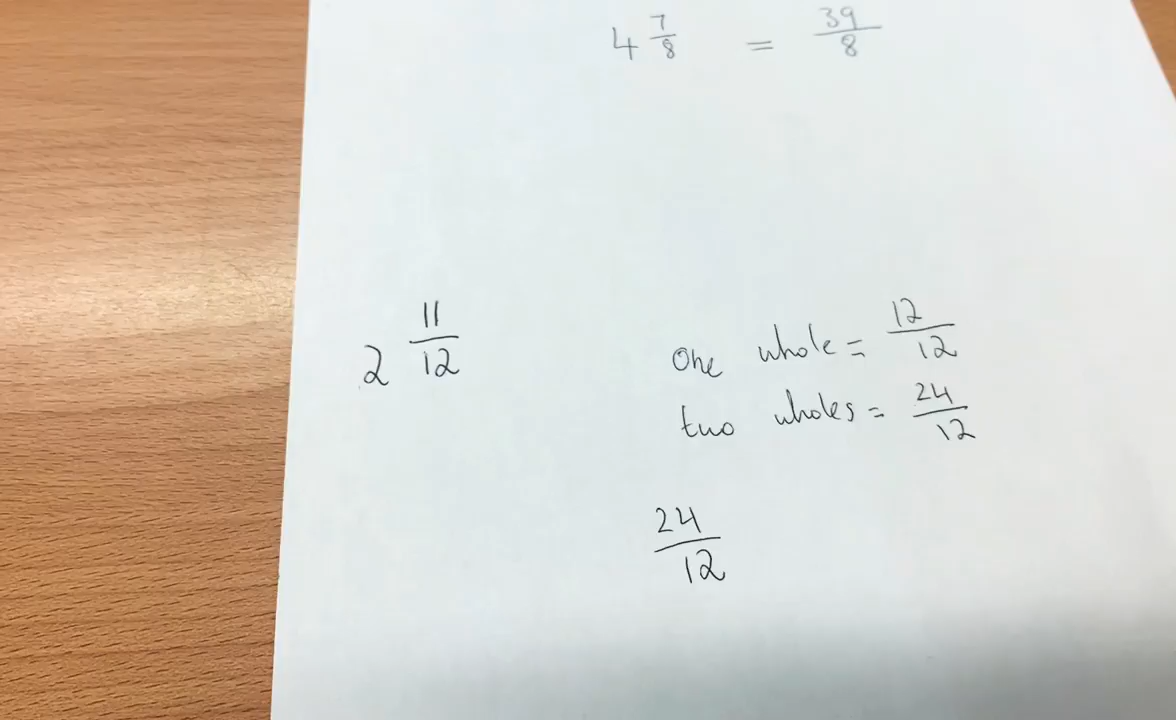 4 7/8 = 39/8
2 11/12
One whole = 12/12
two wholes = 24/12
24/12